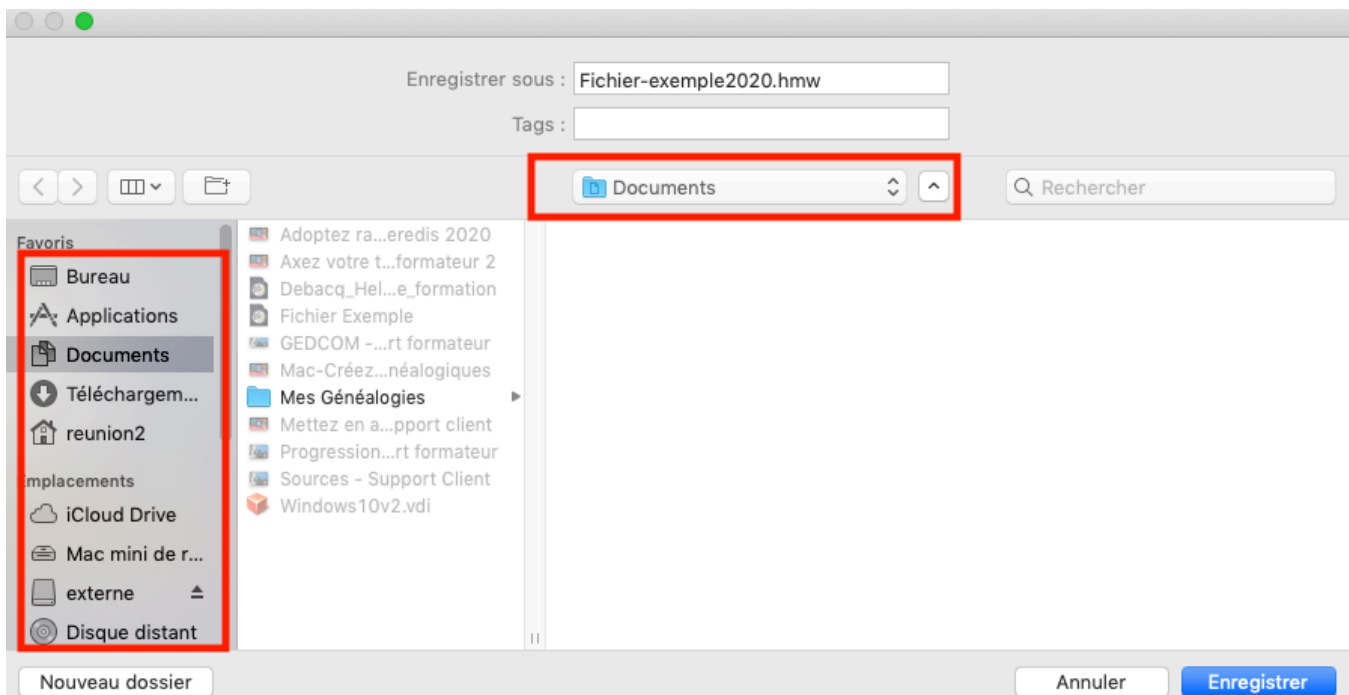 Enregistrer sous : Fichier-exemple2020.hmw
Tags :
Documents
Rechercher
Favoris
Bureau
Applications
Documents
Téléchargem...
reunion2
Emplacements
iCloud Drive
Mac mini de r...
externe
Disque distant
Adoptez ra...eredis 2020
Axez votre t...formateur 2
Debacq_Hel...e_formation
Fichier Exemple
GEDCOM -...rt formateur
Mac-Créez...néalogiques
Mes Généalogies
Mettez en a...pport client
Progression...rt formateur
Sources - Support Client
Windows10v2.vdi
Nouveau dossier
Annuler
Enregistrer